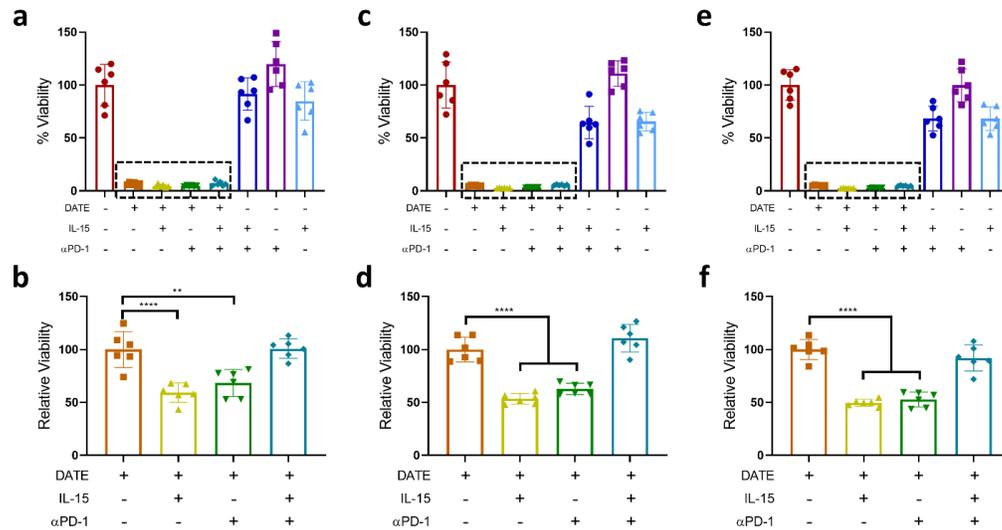 a
% Viability
150
100
50
0
DATE - + + + + - - -
IL-15 - - + - + + - +
αPD-1 - - - + + + + -
c
% Viability
150
100
50
0
DATE - + + + + - - -
IL-15 - - + - + + - +
αPD-1 - - - + + + + -
e
% Viability
150
100
50
0
DATE - + + + + - - -
IL-15 - - + - + + - +
αPD-1 - - - + + + + -
b
Relative Viability
150
100
50
0
**
****
DATE + + + +
IL-15 - + - +
αPD-1 - - + +
d
Relative Viability
150
100
50
0
****
DATE + + + +
IL-15 - + - +
αPD-1 - - + +
f
Relative Viability
150
100
50
0
****
DATE + + + +
IL-15 - + - +
αPD-1 - - + +